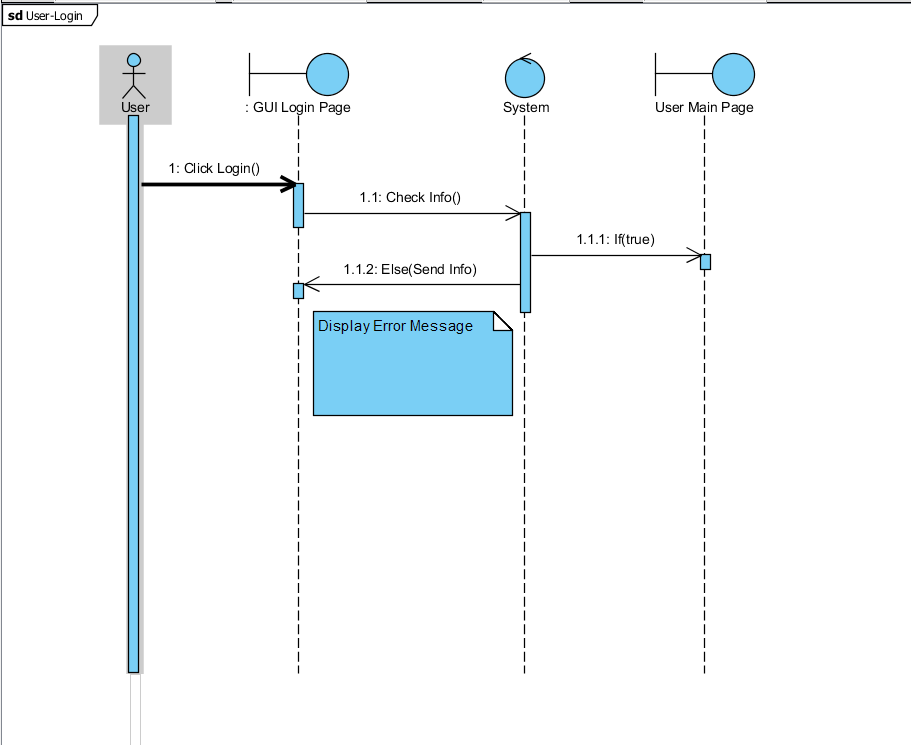 sd User-Login
User
: GUI Login Page
System
User Main Page
1: Click Login()
1.1: Check Info()
1.1.1: If(true)
1.1.2: Else(Send Info)
Display Error Message